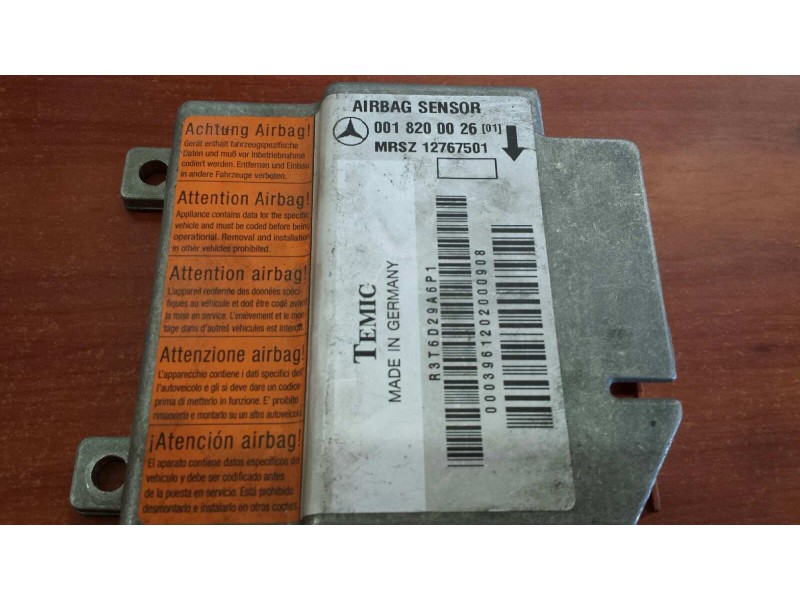 Achtung Airbag!
Gerät enthält fahrzeugspezifische
Daten und muß vor Inbetriebnahme
codiert werden. Entfernen und Einbau
in andere Fahrzeuge verboten.
Attention Airbag!
Appliance contains data for the specific
vehicle and must be coded before being
operational. Removal and installation
in other vehicles prohibited.
Attention airbag!
L'appareil renferme des données spéci-
fiques au véhicule et doit être codé avant
la mise en service. L'enlèvement et le mon-
tage dans d'autres véhicules est interdit.
Attenzione airbag!
L'apparecchio contiene i dati specifici dell'
autoveicolo e gli si deve dare un codice
prima di metterlo in funzione. E' proibito
rimuoverlo e montarlo su un altro autoveicolo.
¡Atención airbag!
El aparato contiene datos específicos del
vehículo y debe ser codificado antes
de la puesta en servicio. Está prohibido
desmontarlo e instalarlo en otros coches.
AIRBAG SENSOR
001 820 00 26 [01]
MRSZ 12767501
TEMIC
MADE IN GERMANY
R3T6D29A6P1
0003961202000908